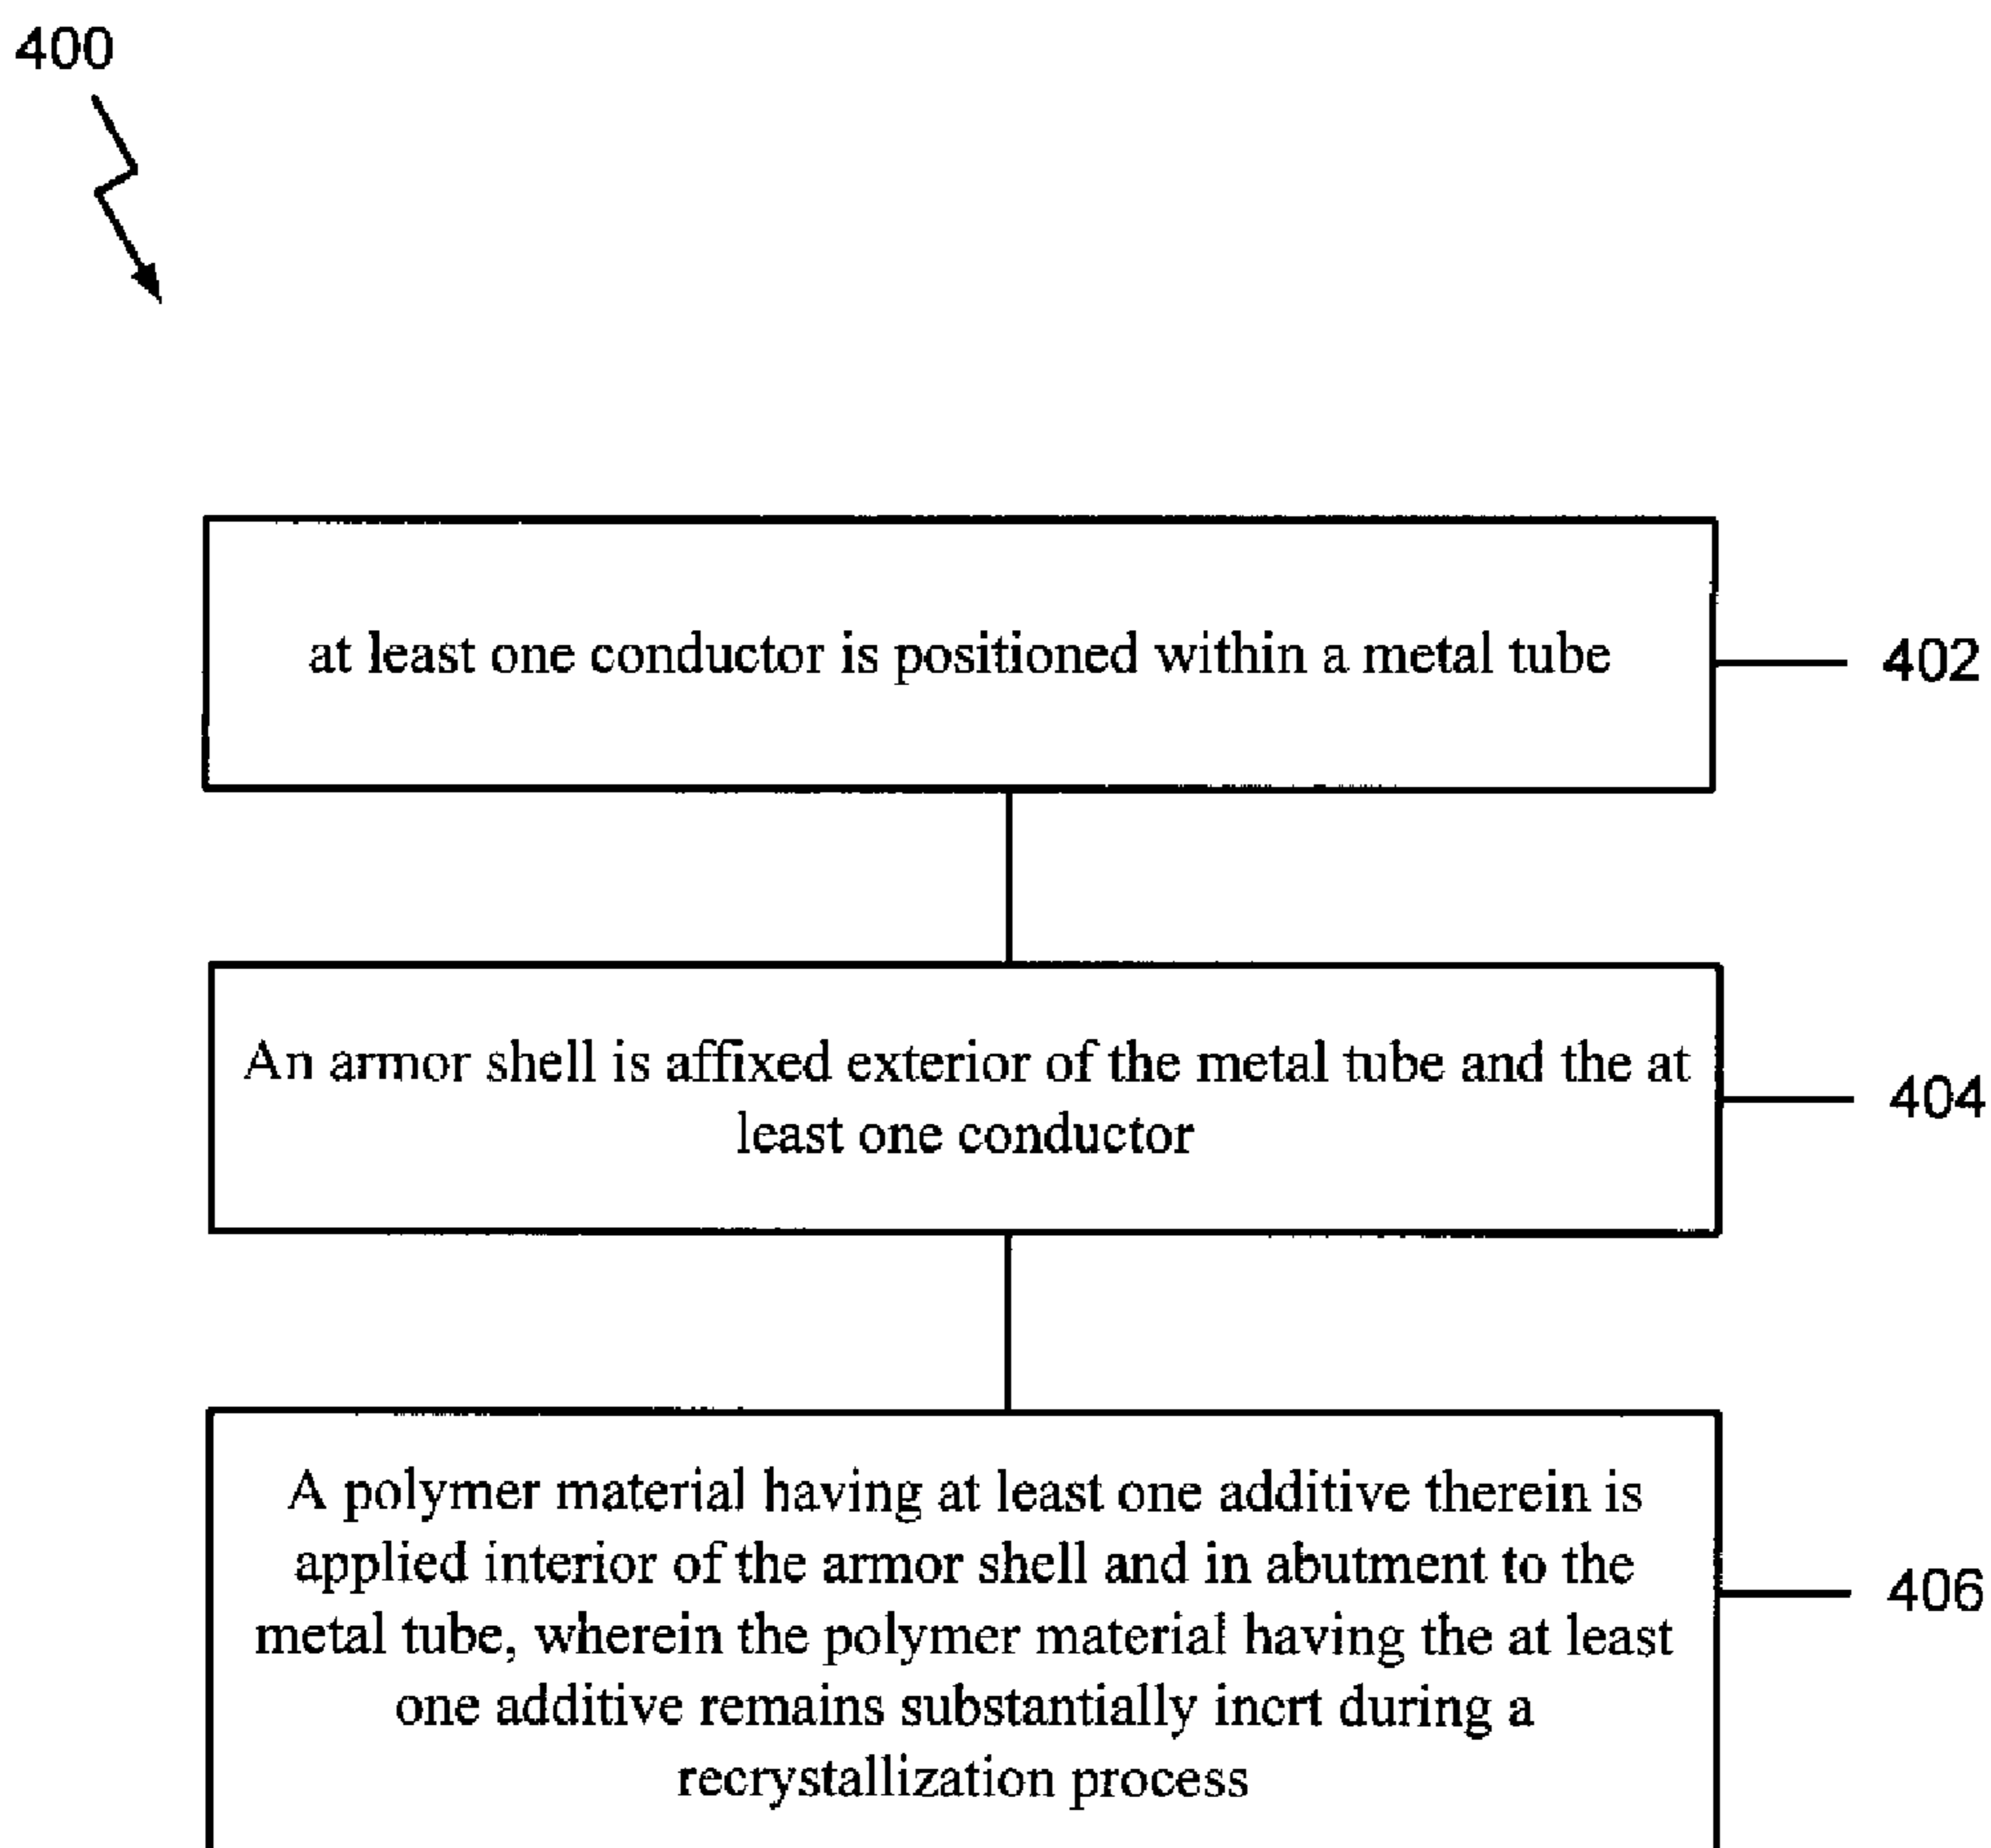 400
at least one conductor is positioned within a metal tube
402
An armor shell is affixed exterior of the metal tube and the at
least one conductor
404
A polymer material having at least one additive therein is
applied interior of the armor shell and in abutment to the
metal tube, wherein the polymer material having the at least
one additive remains substantially inert during a
recrystallization process
406